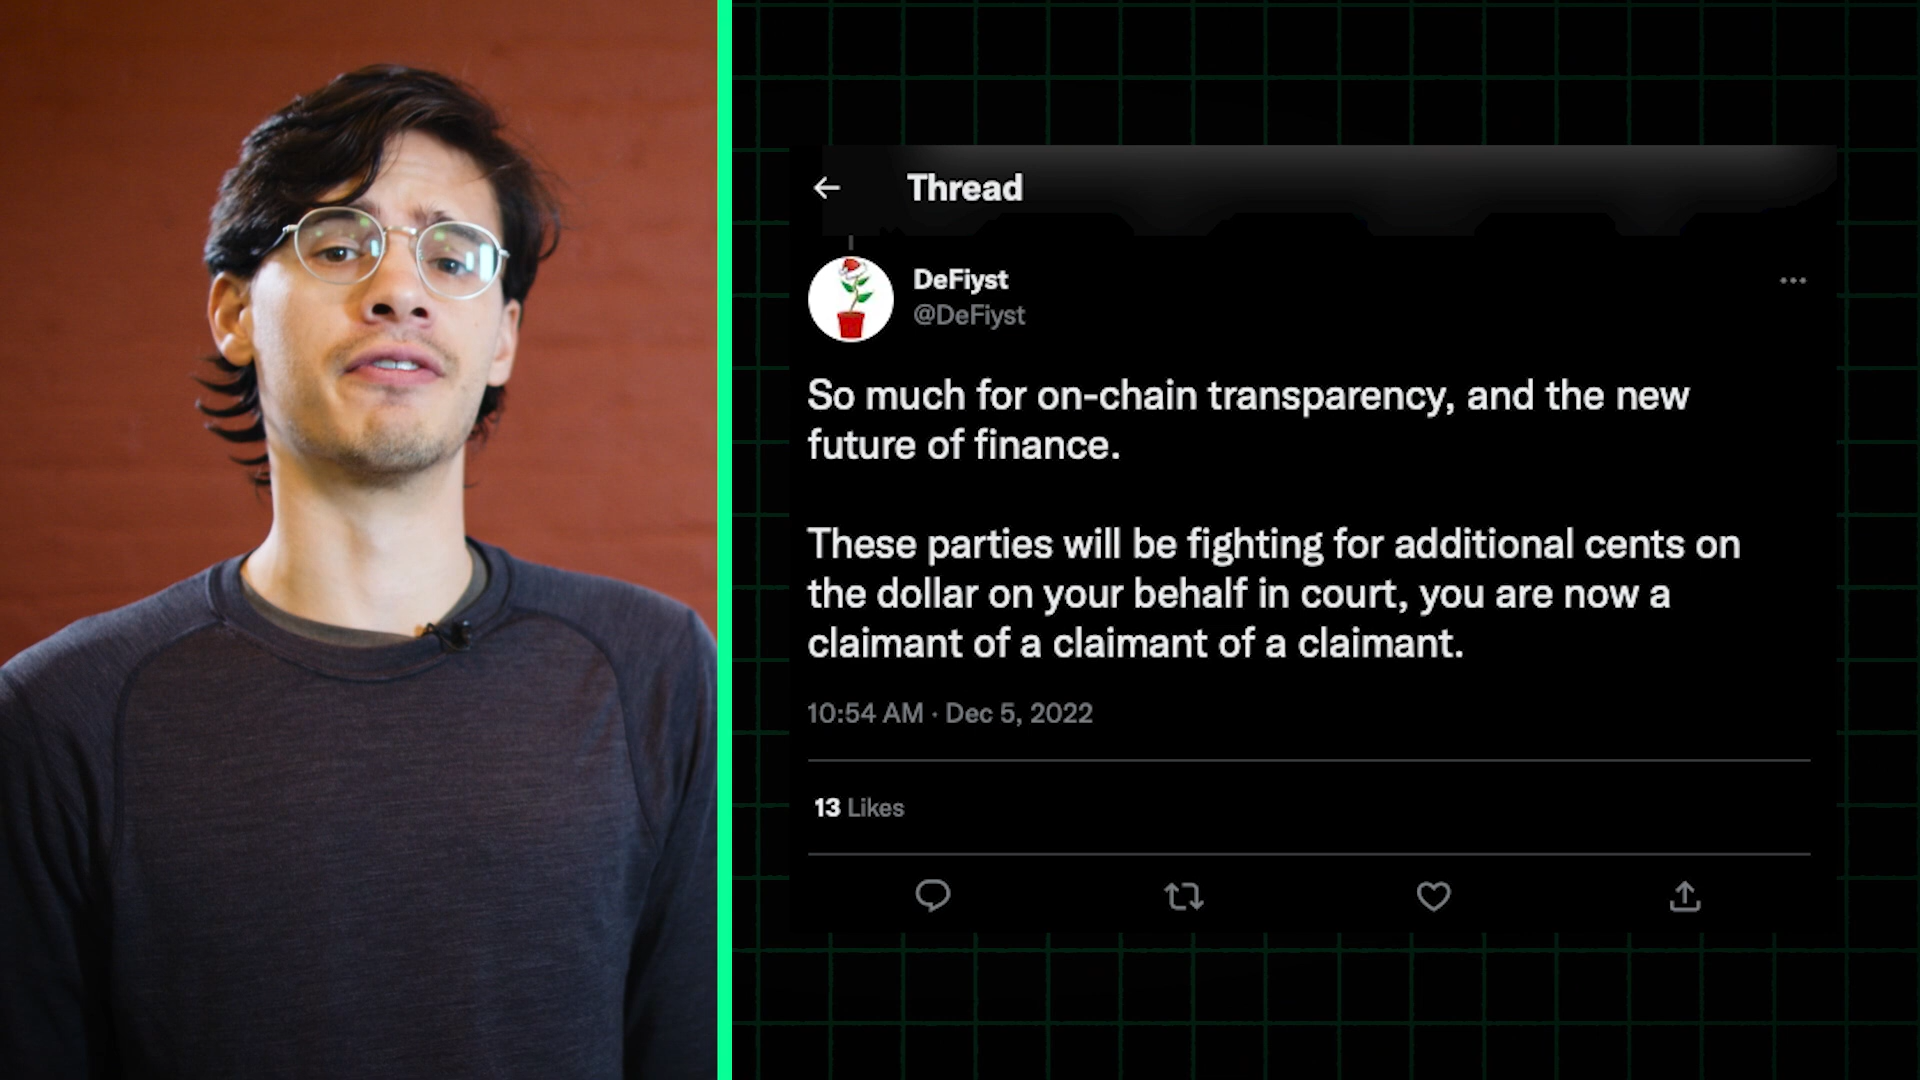 Thread
DeFiyst
@DeFiyst
So much for on-chain transparency, and the new
future of finance.
These parties will be fighting for additional cents on
the dollar on your behalf in court, you are now a
claimant of a claimant of a claimant.
10:54 AM · Dec 5, 2022
13 Likes